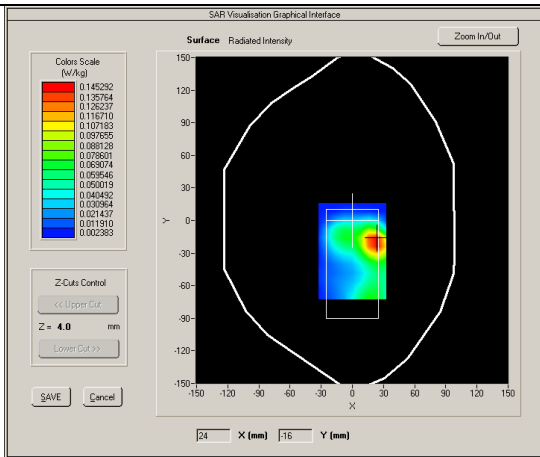 SAR Visualisation Graphical Interface
Surface Radiated Intensity
Zoom In/Out
Colors Scale
(W/kg)
0.145292
0.135764
0.126237
0.116710
0.107183
0.097655
0.088128
0.078601
0.069074
0.059546
0.050019
0.040492
0.030964
0.021437
0.011910
0.002383
Z-Cuts Control
<< Upper Cut
Z = 4.0 mm
Lower Cut >>
SAVE Cancel
150-
120-
90-
60-
30-
0-
-30-
-60-
-90-
-120-
-150-
Y
-150 -120 -90 -60 -30 0 30 60 90 120 150
X
24 X (mm) -16 Y (mm)